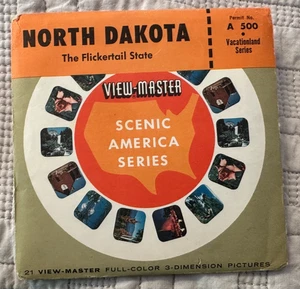 NORTH DAKOTA
The Flickertail State
Permit No.
A 500
•
Vacationland
Series
VIEW-MASTER
SCENIC
AMERICA
SERIES
21 VIEW-MASTER FULL-COLOR 3-DIMENSION PICTURES